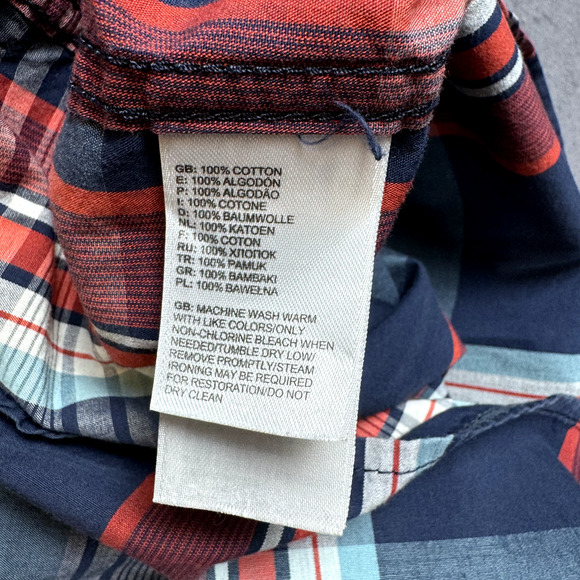 GB: 100% COTTON
E: 100% ALGODÓN
P: 100% ALGODÃO
I: 100% COTONE
D: 100% BAUMWOLLE
NL: 100% KATOEN
F: 100% COTON
RU: 100% ХЛОПОК
TR: 100% PAMUK
GR: 100% BAMBAKI
PL: 100% BAWEŁNA
GB: MACHINE WASH WARM
WITH LIKE COLORS/ONLY
NON-CHLORINE BLEACH WHEN
NEEDED/TUMBLE DRY LOW/
REMOVE PROMPTLY/STEAM
IRONING MAY BE REQUIRED
FOR RESTORATION/DO NOT
DRY CLEAN